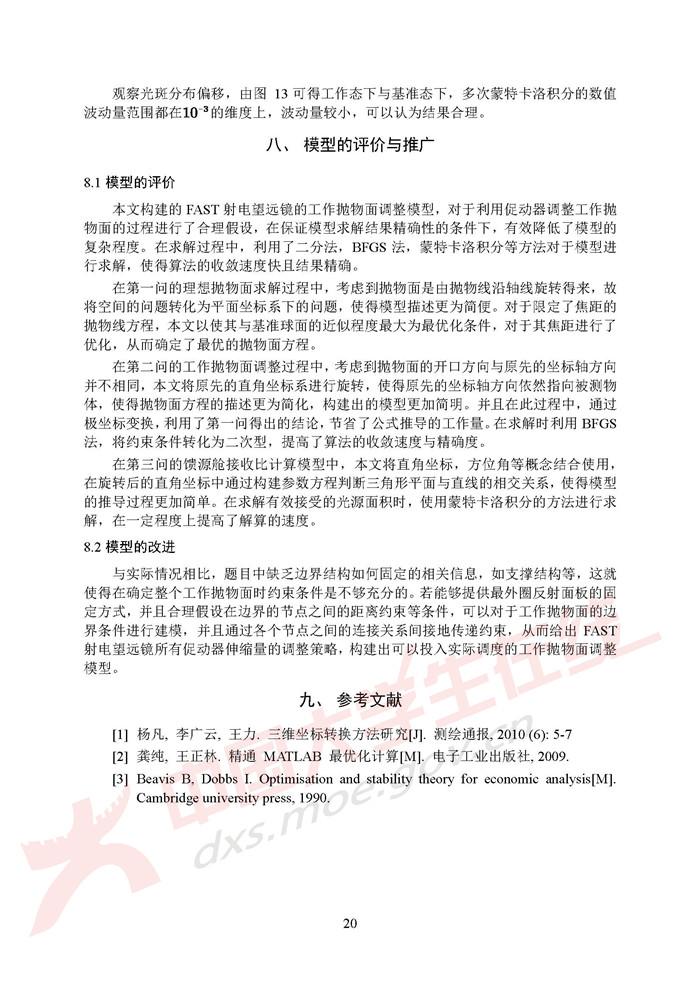 观察光斑分布偏移，由图 13 可得工作态下与基准态下，多次蒙特卡洛积分的数值
波动量范围都在10⁻³的维度上，波动量较小，可以认为结果合理。
八、 模型的评价与推广
8.1 模型的评价
本文构建的 FAST 射电望远镜的工作抛物面调整模型，对于利用促动器调整工作抛
物面的过程进行了合理假设，在保证模型求解结果精确性的条件下，有效降低了模型的
复杂程度。在求解过程中，利用了二分法，BFGS 法，蒙特卡洛积分等方法对于模型进
行求解，使得算法的收敛速度快且结果精确。
在第一问的理想抛物面求解过程中，考虑到抛物面是由抛物线沿轴线旋转得来，故
将空间的问题转化为平面坐标系下的问题，使得模型描述更为简便。对于限定了焦距的
抛物线方程，本文以使其与基准球面的近似程度最大为最优化条件，对于其焦距进行了
优化，从而确定了最优的抛物面方程。
在第二问的工作抛物面调整过程中，考虑到抛物面的开口方向与原先的坐标轴方向
并不相同，本文将原先的直角坐标系进行旋转，使得原先的坐标轴方向依然指向被测物
体，使得抛物面方程的描述更为简化，构建出的模型更加简明。并且在此过程中，通过
极坐标变换，利用了第一问得出的结论，节省了公式推导的工作量。在求解时利用 BFGS
法，将约束条件转化为二次型，提高了算法的收敛速度与精确度。
在第三问的馈源舱接收比计算模型中，本文将直角坐标，方位角等概念结合使用，
在旋转后的直角坐标中通过构建参数方程判断三角形平面与直线的相交关系，使得模型
的推导过程更加简单。在求解有效接受的光源面积时，使用蒙特卡洛积分的方法进行求
解，在一定程度上提高了解算的速度。
8.2 模型的改进
与实际情况相比，题目中缺乏边界结构如何固定的相关信息，如支撑结构等，这就
使得在确定整个工作抛物面时约束条件是不够充分的。若能够提供最外圈反射面板的固
定方式，并且合理假设在边界的节点之间的距离约束等条件，可以对于工作抛物面的边
界条件进行建模，并且通过各个节点之间的连接关系间接地传递约束，从而给出 FAST
射电望远镜所有促动器伸缩量的调整策略，构建出可以投入实际调度的工作抛物面调整
模型。
九、 参考文献
[1] 杨凡, 李广云, 王力. 三维坐标转换方法研究[J]. 测绘通报, 2010 (6): 5-7
[2] 龚纯, 王正林. 精通 MATLAB 最优化计算[M]. 电子工业出版社, 2009.
[3] Beavis B, Dobbs I. Optimisation and stability theory for economic analysis[M].
Cambridge university press, 1990.
中国大学生在线
dxs.moe.gov.cn
20